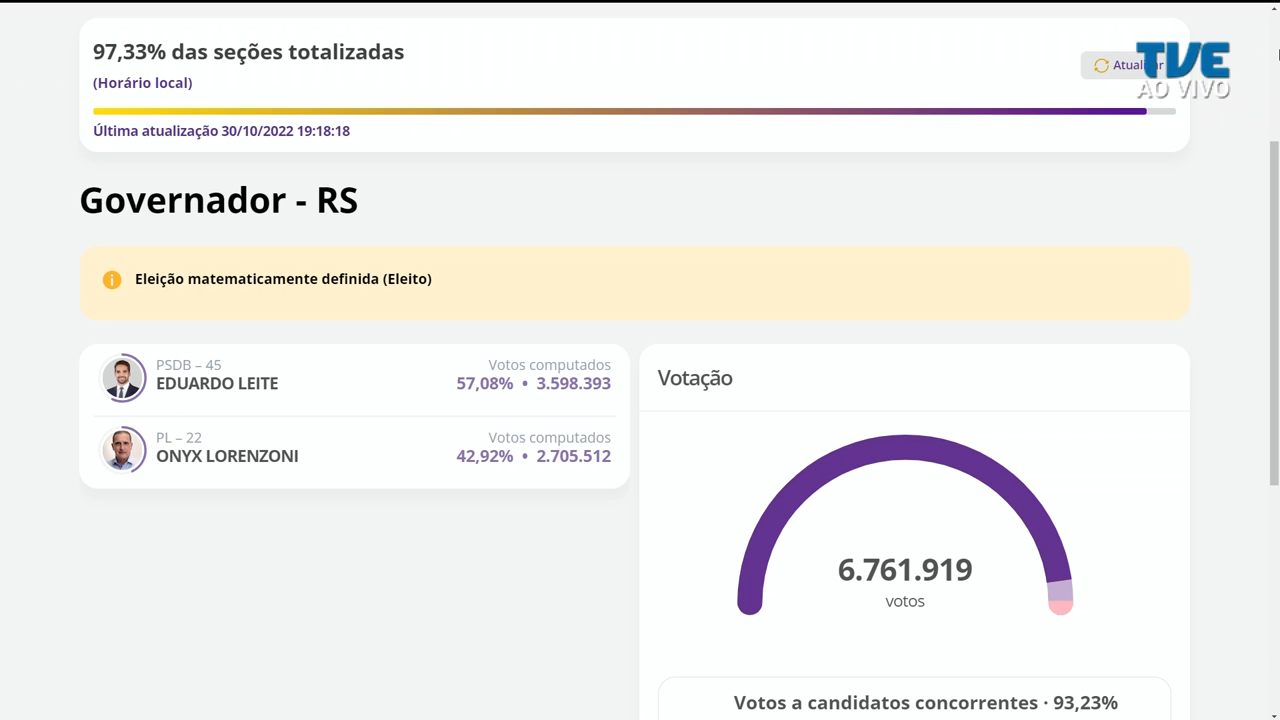 97,33% das seções totalizadas
(Horário local)
Última atualização 30/10/2022 19:18:18
Atualizar
TVE
AO VIVO
Governador - RS
Eleição matematicamente definida (Eleito)
PSDB – 45
EDUARDO LEITE
Votos computados
57,08% • 3.598.393
PL – 22
ONYX LORENZONI
Votos computados
42,92% • 2.705.512
Votação
6.761.919
votos
Votos a candidatos concorrentes · 93,23%